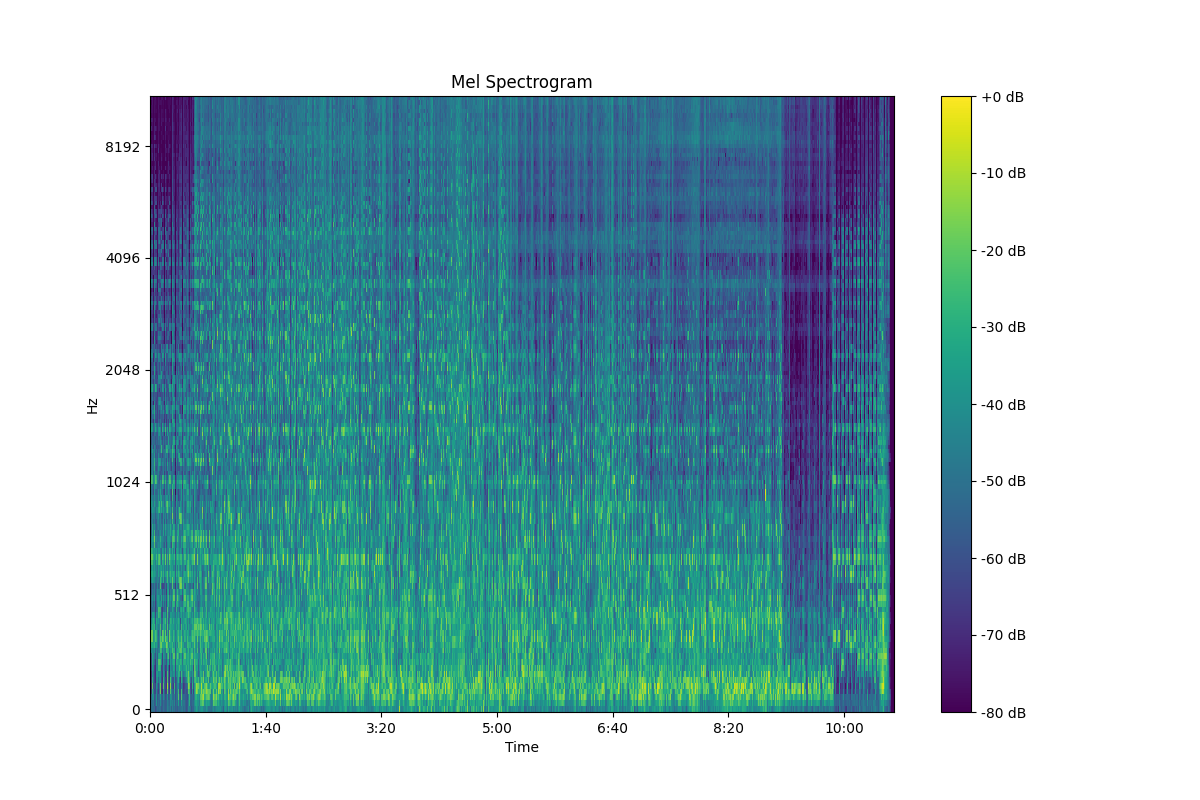 Mel Spectrogram
+0 dB
8192
-10 dB
-20 dB
4096
-30 dB
2048
-40 dB
Hz
1024
-50 dB
-60 dB
512
-70 dB
0
-80 dB
0:00 1:40 3:20 5:00 6:40 8:20 10:00
Time